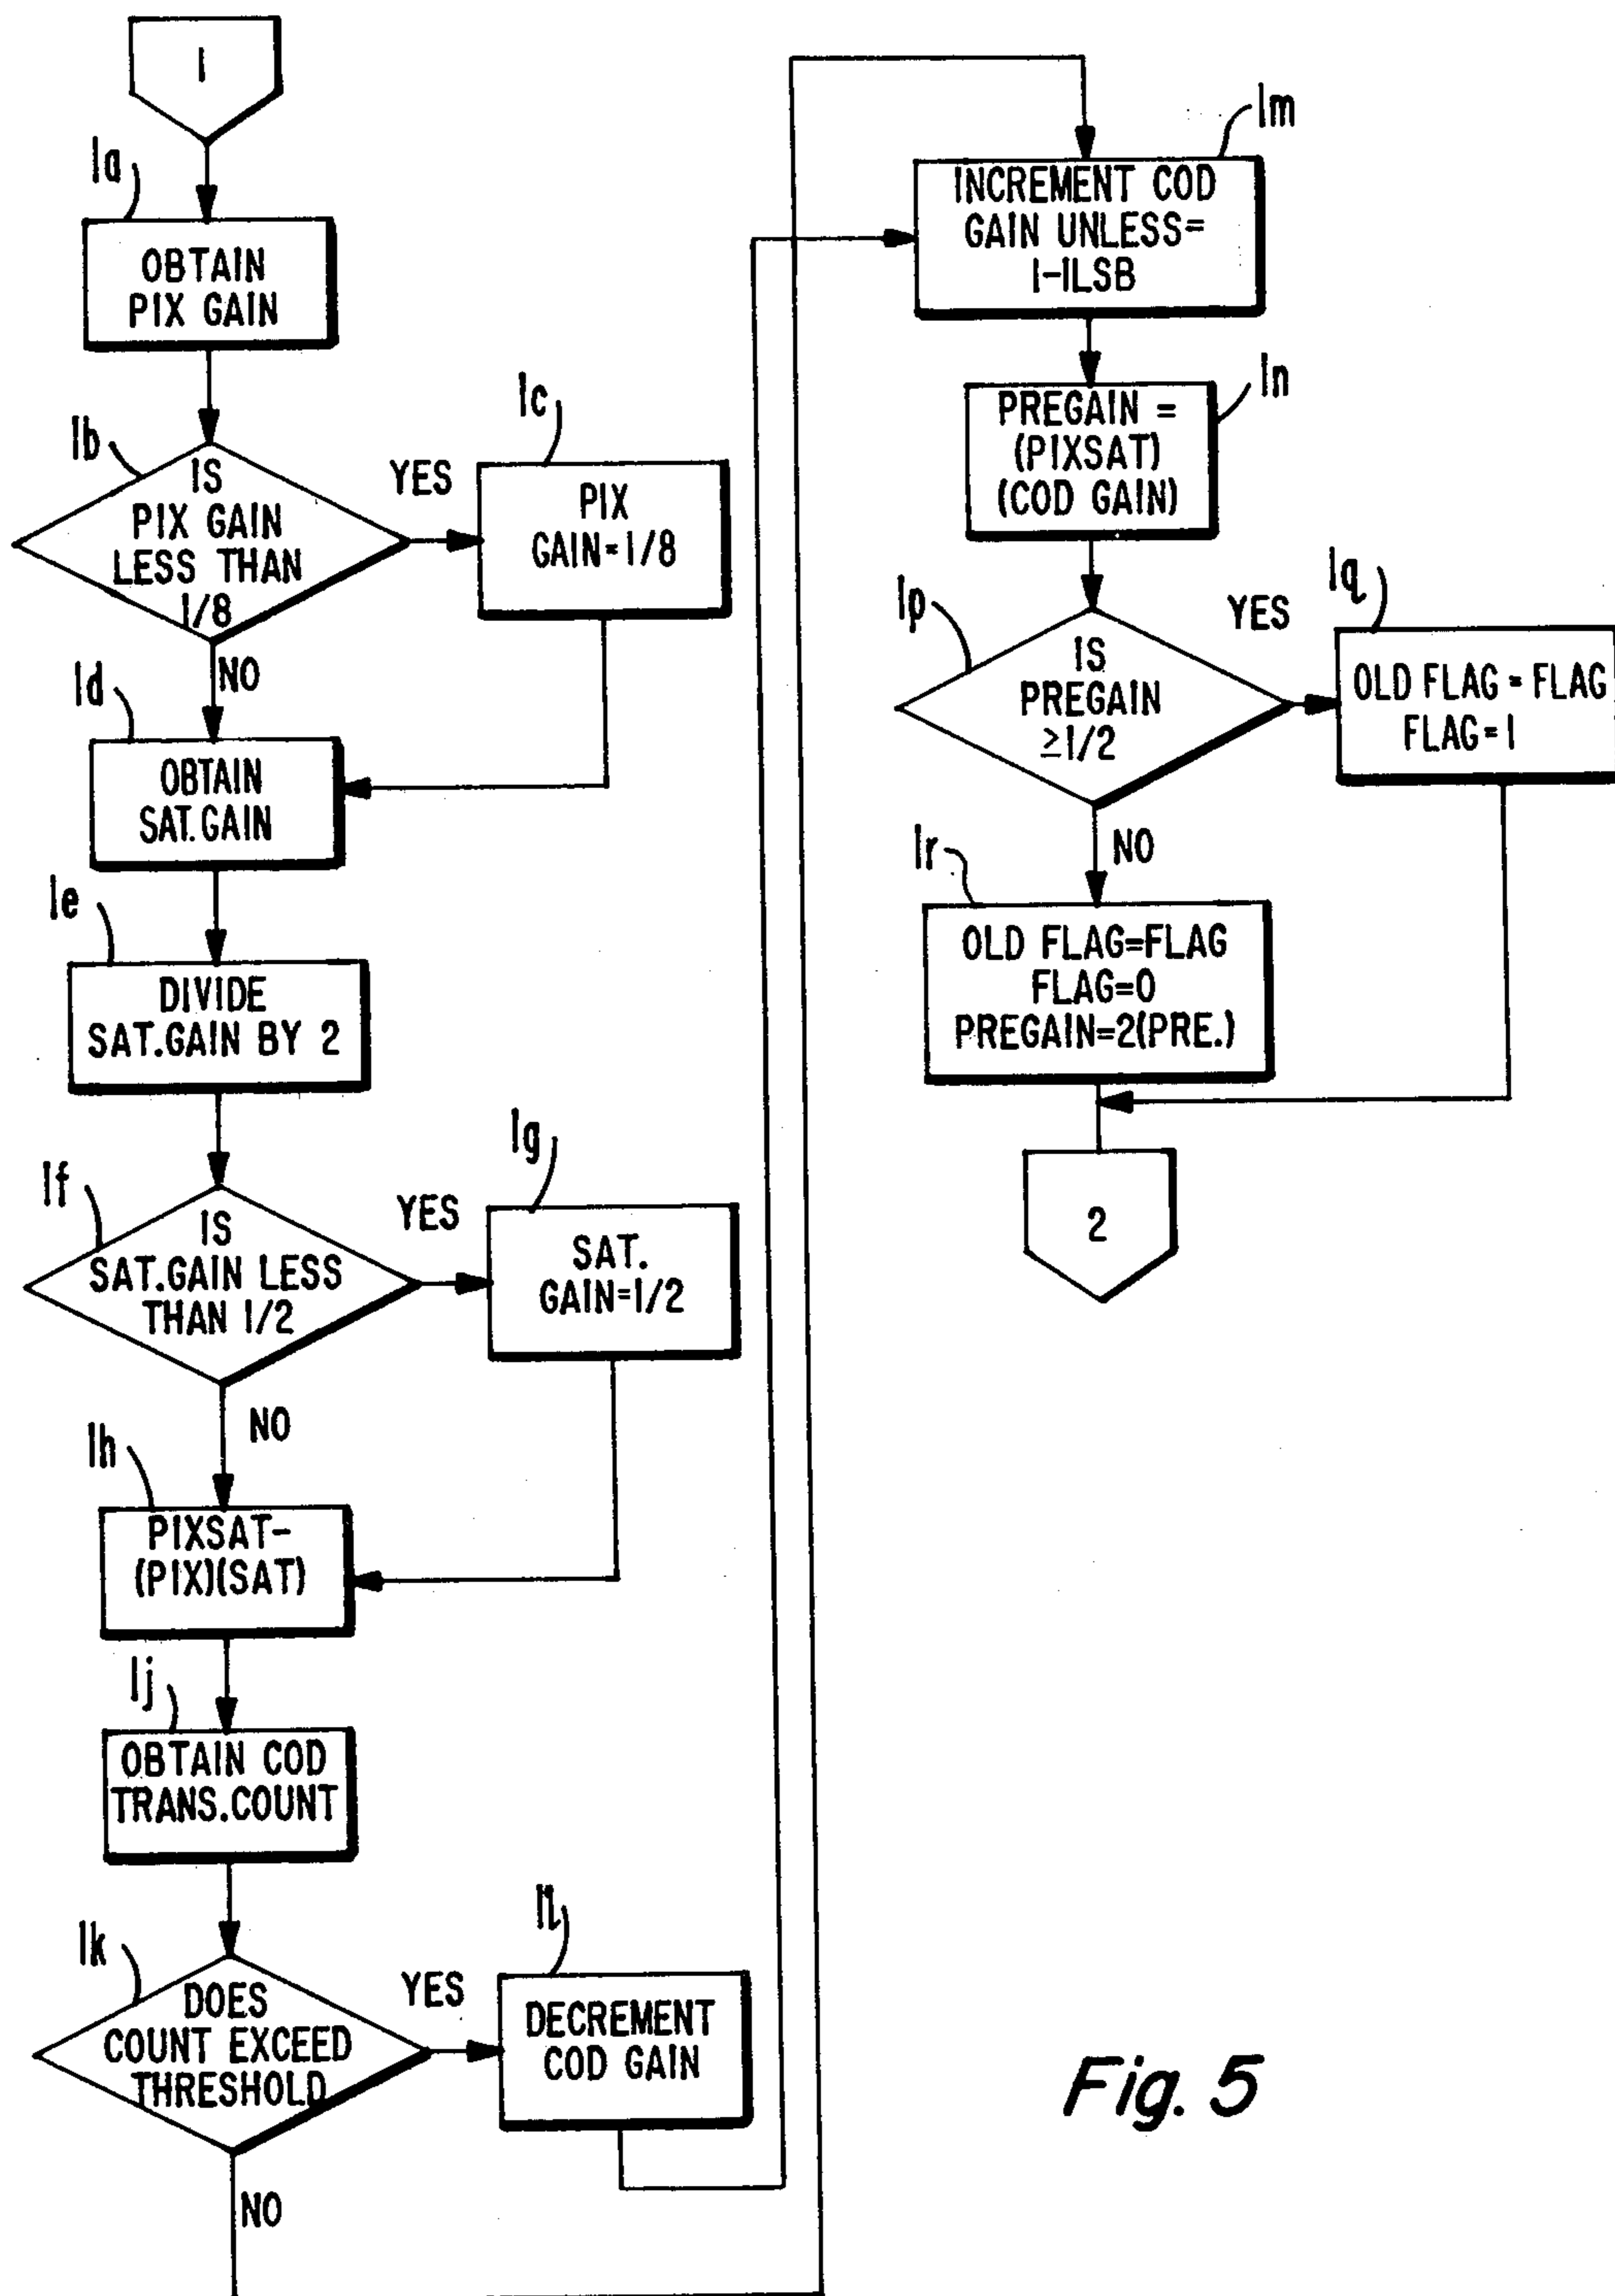 1
1a
OBTAIN
PIX GAIN
1b
IS
PIX GAIN
LESS THAN
1/8
YES
1c
PIX
GAIN=1/8
NO
1d
OBTAIN
SAT.GAIN
1e
DIVIDE
SAT.GAIN BY 2
1f
IS
SAT.GAIN LESS
THAN 1/2
YES
1g
SAT.
GAIN=1/2
NO
1h
PIXSAT-
(PIX)(SAT)
1j
OBTAIN COD
TRANS.COUNT
1k
DOES
COUNT EXCEED
THRESHOLD
YES
1l
DECREMENT
COD GAIN
NO
1m
INCREMENT COD
GAIN UNLESS=
1-1LSB
1n
PREGAIN =
(PIXSAT)
(COD GAIN)
1p
IS
PREGAIN
≥1/2
YES
1q
OLD FLAG = FLAG
FLAG=1
NO
1r
OLD FLAG=FLAG
FLAG=0
PREGAIN=2(PRE.)
2
Fig. 5